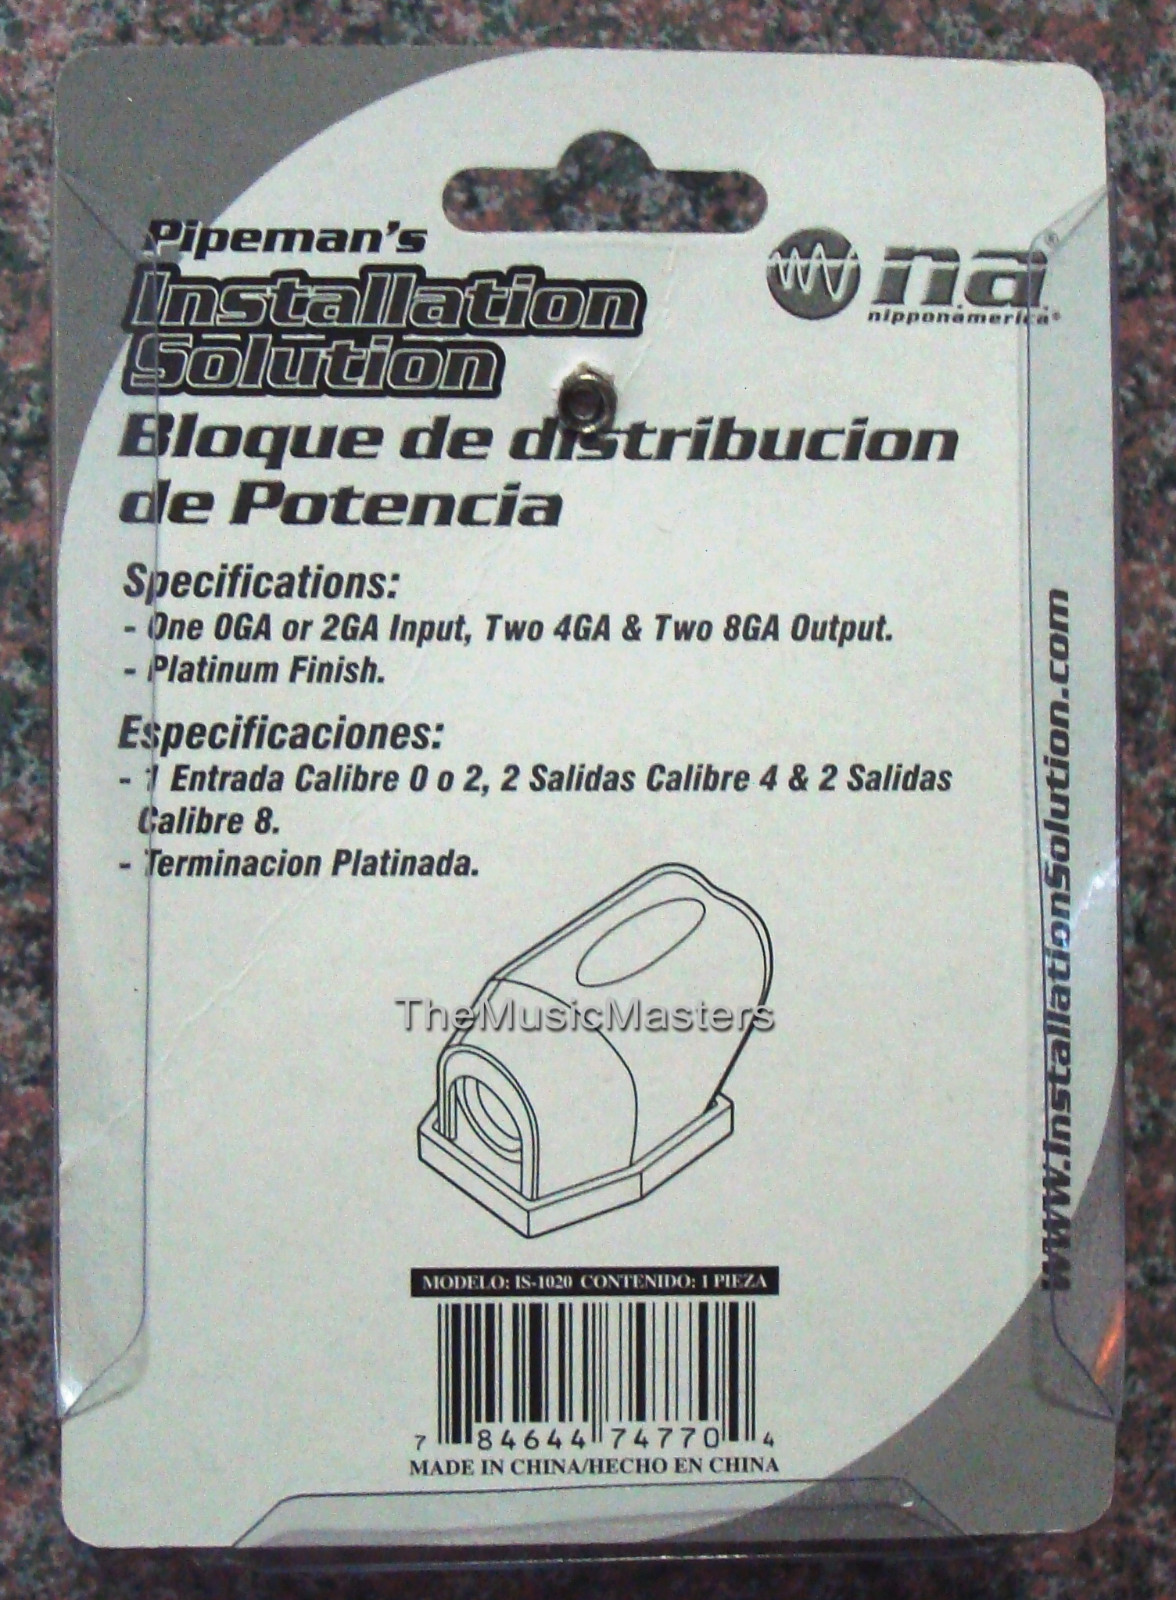 Pipeman's
Installation
Solution
n.a.®
nipponamerica®
Bloque de distribucion
de Potencia
Specifications:
- One 0GA or 2GA Input, Two 4GA & Two 8GA Output.
- Platinum Finish.
Especificaciones:
- 1 Entrada Calibre 0 o 2, 2 Salidas Calibre 4 & 2 Salidas
Calibre 8.
- Terminacion Platinada.
www.InstallationSolution.com
TheMusicMasters
MODELO: IS-1020 CONTENIDO: 1 PIEZA
7 84644 74770 4
MADE IN CHINA/HECHO EN CHINA